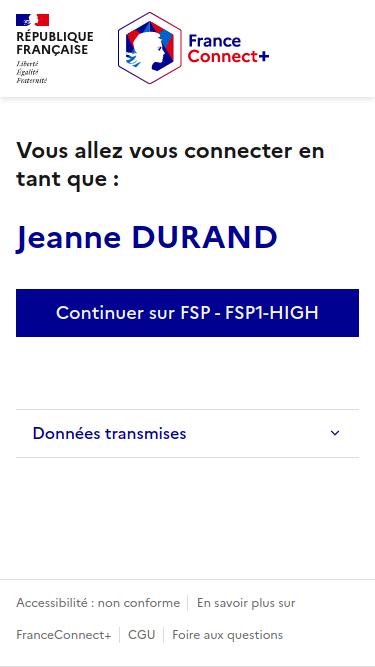 RÉPUBLIQUE
FRANÇAISE
Liberté
Égalité
Fraternité
France
Connect+
Vous allez vous connecter en
tant que :
Jeanne DURAND
Continuer sur FSP - FSP1-HIGH
Données transmises
Accessibilité : non conforme
En savoir plus sur
FranceConnect+
CGU
Foire aux questions